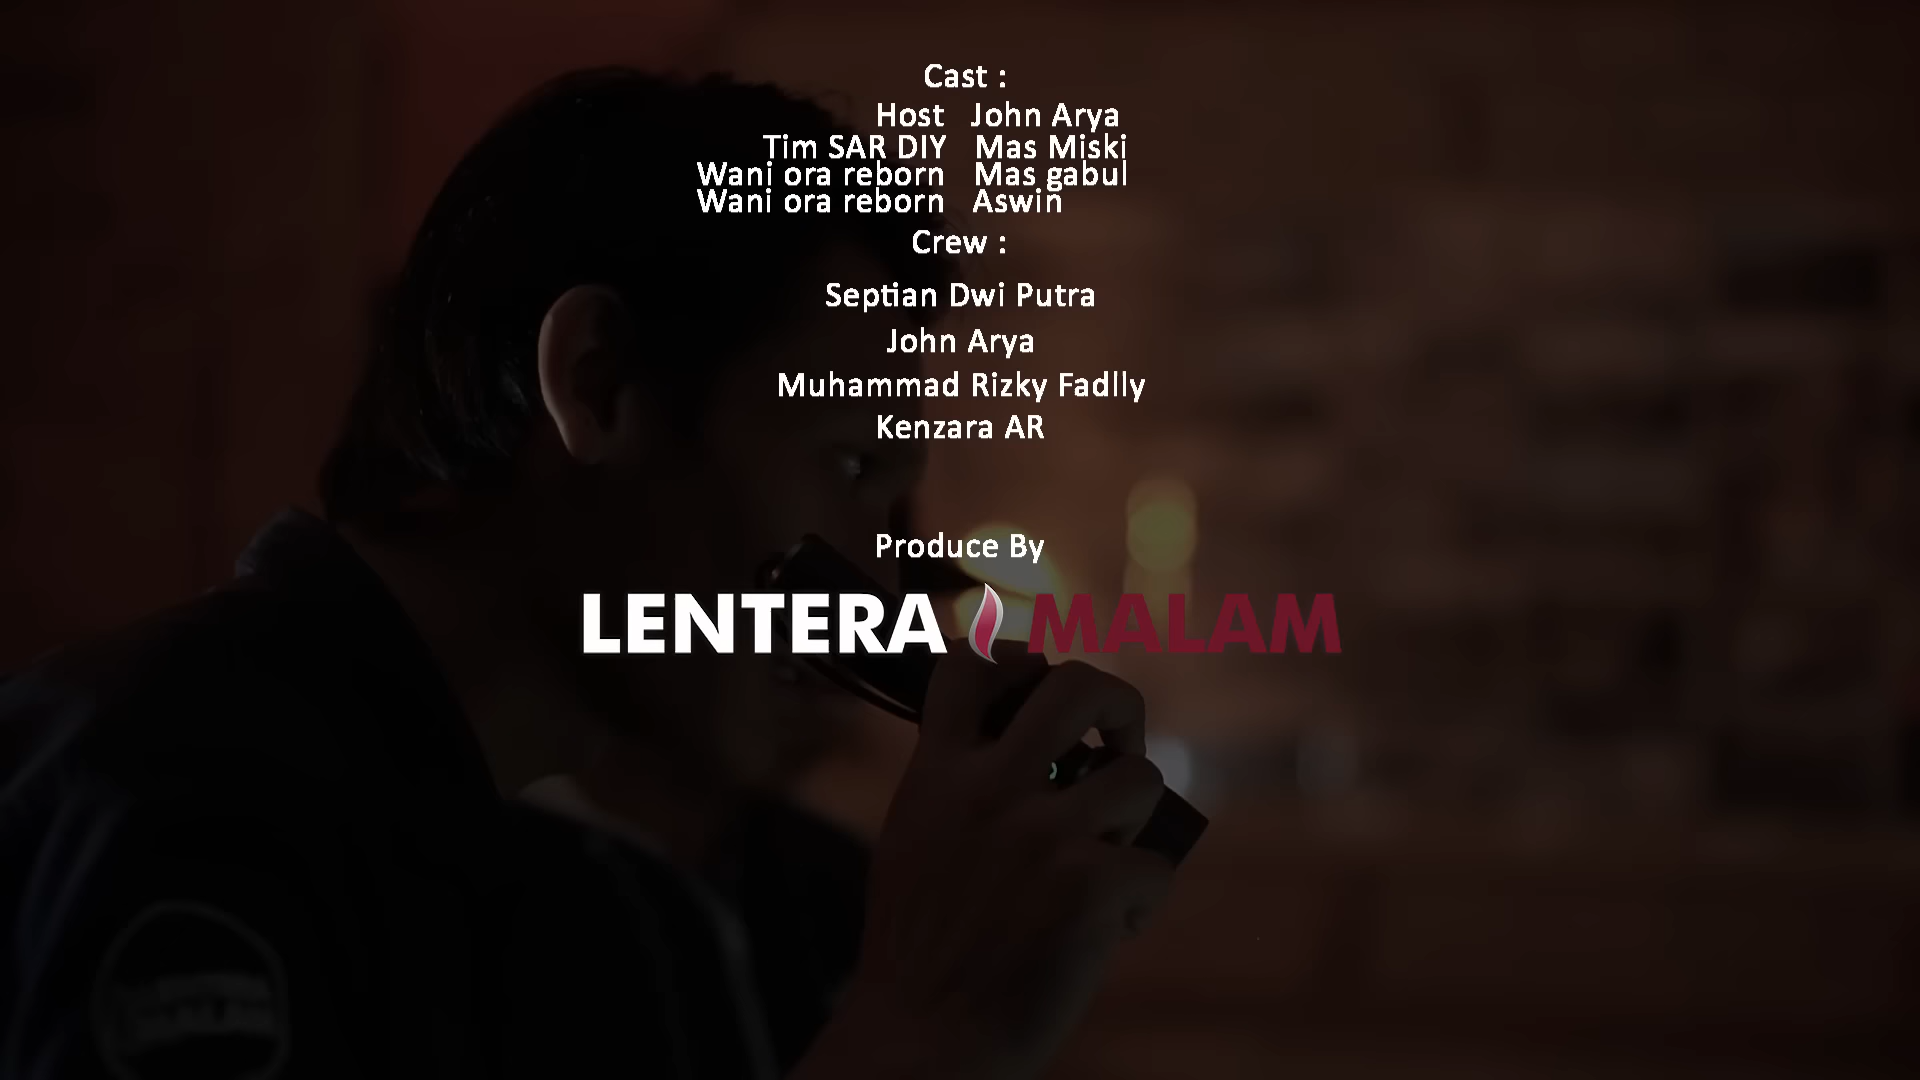 Cast :
Host John Arya
Tim SAR DIY Mas Miski
Wani ora reborn Mas gabul
Wani ora reborn Aswin
Crew :
Septian Dwi Putra
John Arya
Muhammad Rizky Fadlly
Kenzara AR
Produce By
LENTERA MALAM